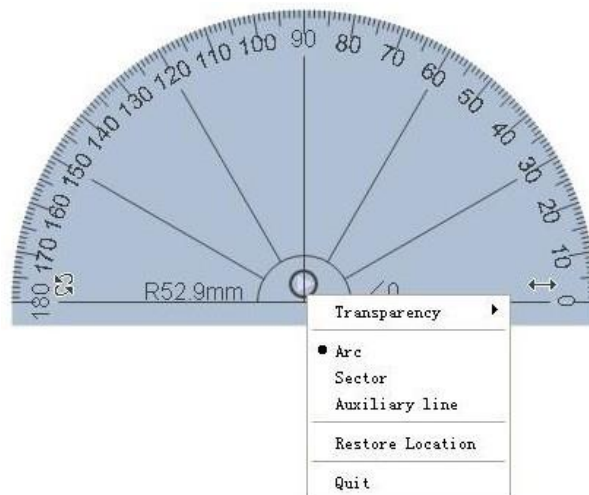 180 170 160 150 140 130 120 110 100 90 80 70 60 50 40 30 20 10 0
R52.9mm ∠0
Transparency
Arc
Sector
Auxiliary line
Restore Location
Quit